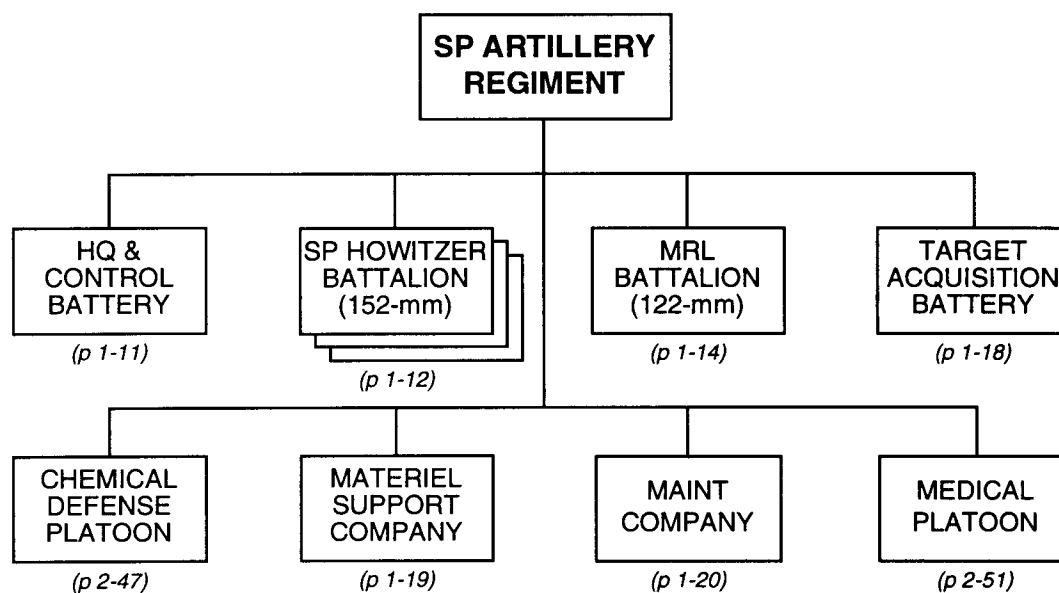 SP ARTILLERY
REGIMENT
HQ &
CONTROL
BATTERY
(p 1-11)
SP HOWITZER
BATTALION
(152-mm)
(p 1-12)
MRL
BATTALION
(122-mm)
(p 1-14)
TARGET
ACQUISITION
BATTERY
(p 1-18)
CHEMICAL
DEFENSE
PLATOON
(p 2-47)
MATERIEL
SUPPORT
COMPANY
(p 1-19)
MAINT
COMPANY
(p 1-20)
MEDICAL
PLATOON
(p 2-51)